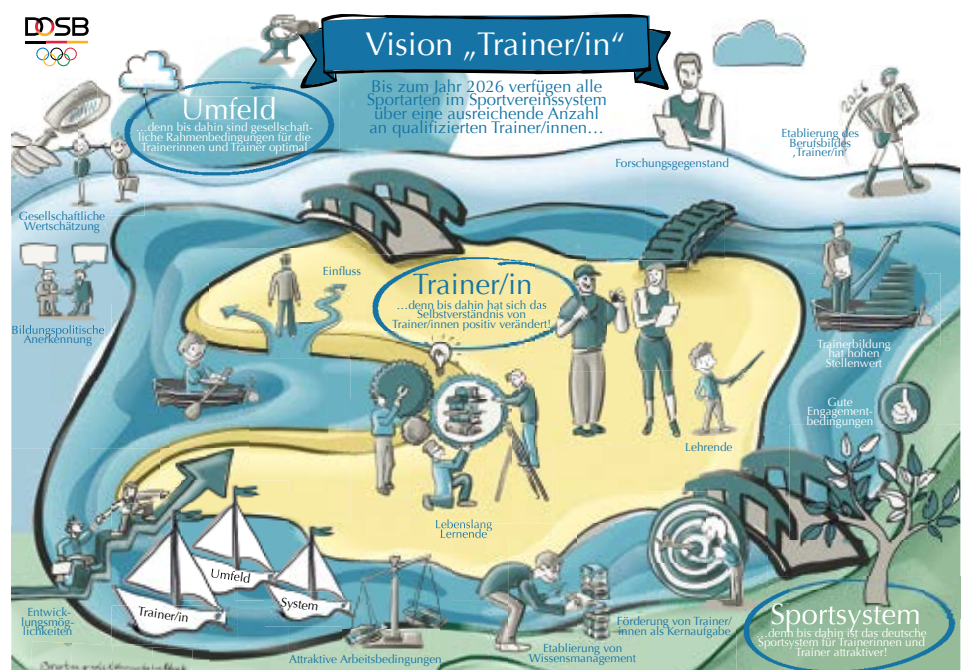 DOSB
Vision „Trainer/in“
Bis zum Jahr 2026 verfügen alle
Sportarten im Sportvereinssystem
über eine ausreichende Anzahl
an qualifizierten Trainer/innen…
Umfeld
…denn bis dahin sind gesellschaft-
liche Rahmenbedingungen für die
Trainerinnen und Trainer optimal
2026
Etablierung des
Berufsbildes
‚Trainer/in‘
Forschungsgegenstand
Gesellschaftliche
Wertschätzung
Bildungspolitische
Anerkennung
Einfluss
Trainer/in
…denn bis dahin hat sich das
Selbstverständnis von
Trainer/innen positiv verändert!
Trainerbildung
hat hohen
Stellenwert
Gute
Engagement-
bedingungen
Lehrende
Lebenslang
Lernende
Umfeld
Trainer/in
System
Entwick-
lungsmög-
lichkeiten
Attraktive Arbeitsbedingungen
Etablierung von
Wissensmanagement
Förderung von Trainer/
innen als Kernaufgabe
Sportsystem
…denn bis dahin ist das deutsche
Sportsystem für Trainerinnen und
Trainer attraktiver!